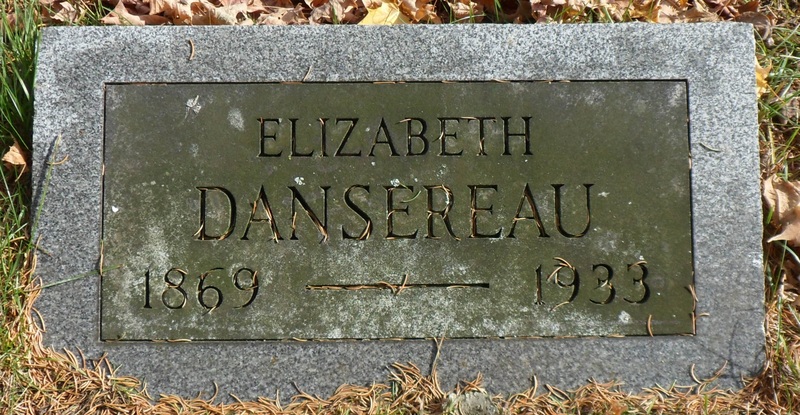 ELIZABETH
DANSEREAU
1869 — 1933